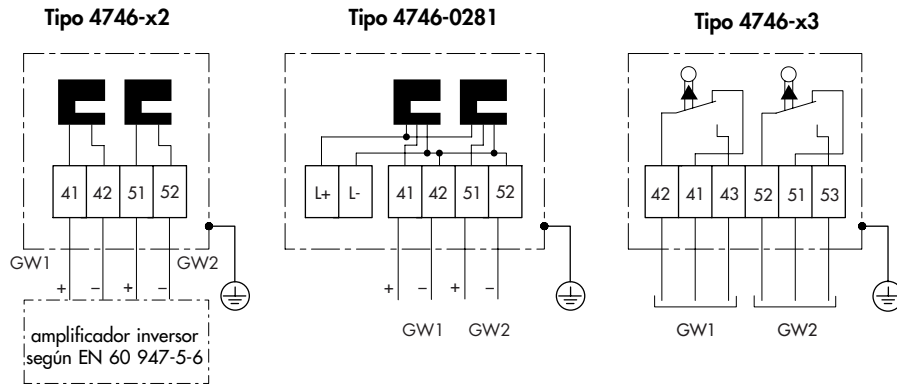 Tipo 4746-x2
Tipo 4746-0281
Tipo 4746-x3
41 42 51 52
L+ L- 41 42 51 52
42 41 43 52 51 53
GW1 GW2
+ − + −
+ − + −
GW1 GW2
GW1 GW2
amplificador inversor
según EN 60 947-5-6